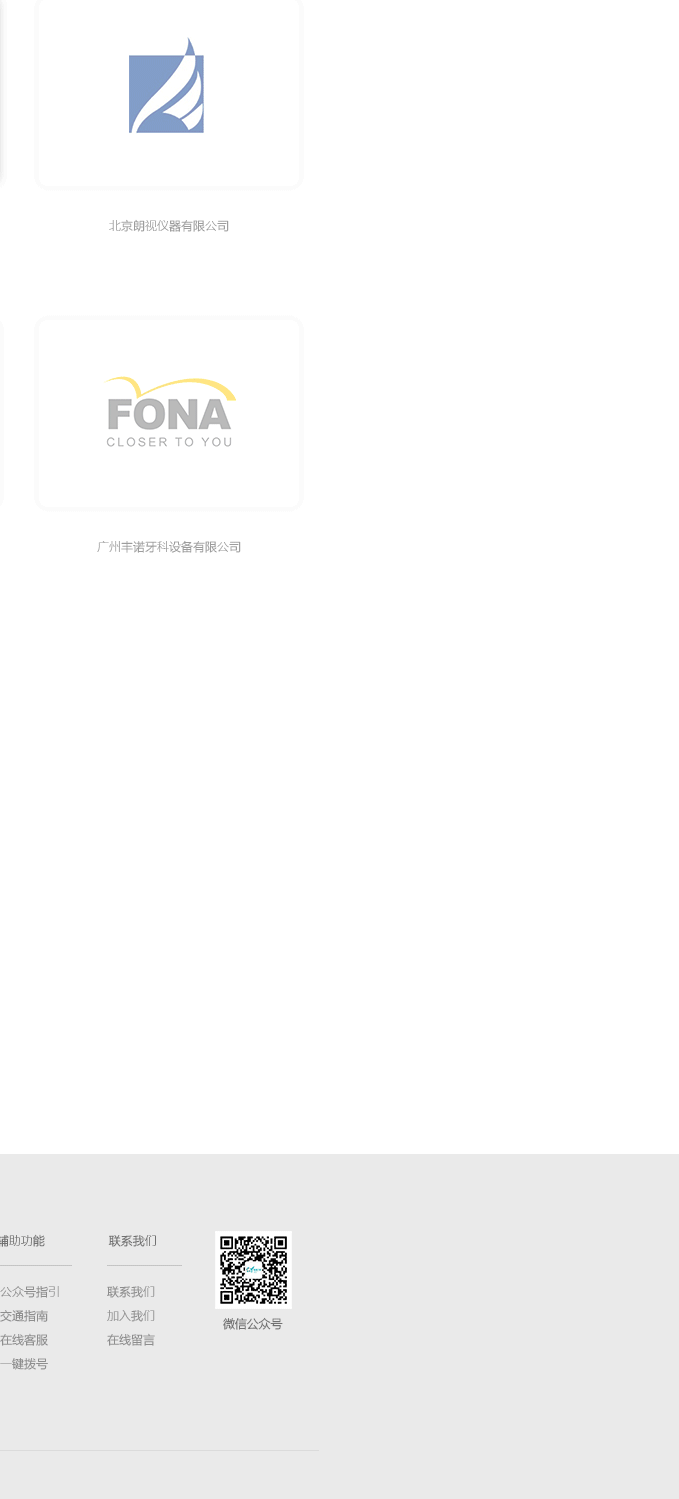 北京朗视仪器有限公司
FONA
CLOSER TO YOU
广州丰诺牙科设备有限公司
辅助功能
公众号指引
交通指南
在线客服
一键拨号
联系我们
联系我们
加入我们
在线留言
微信公众号